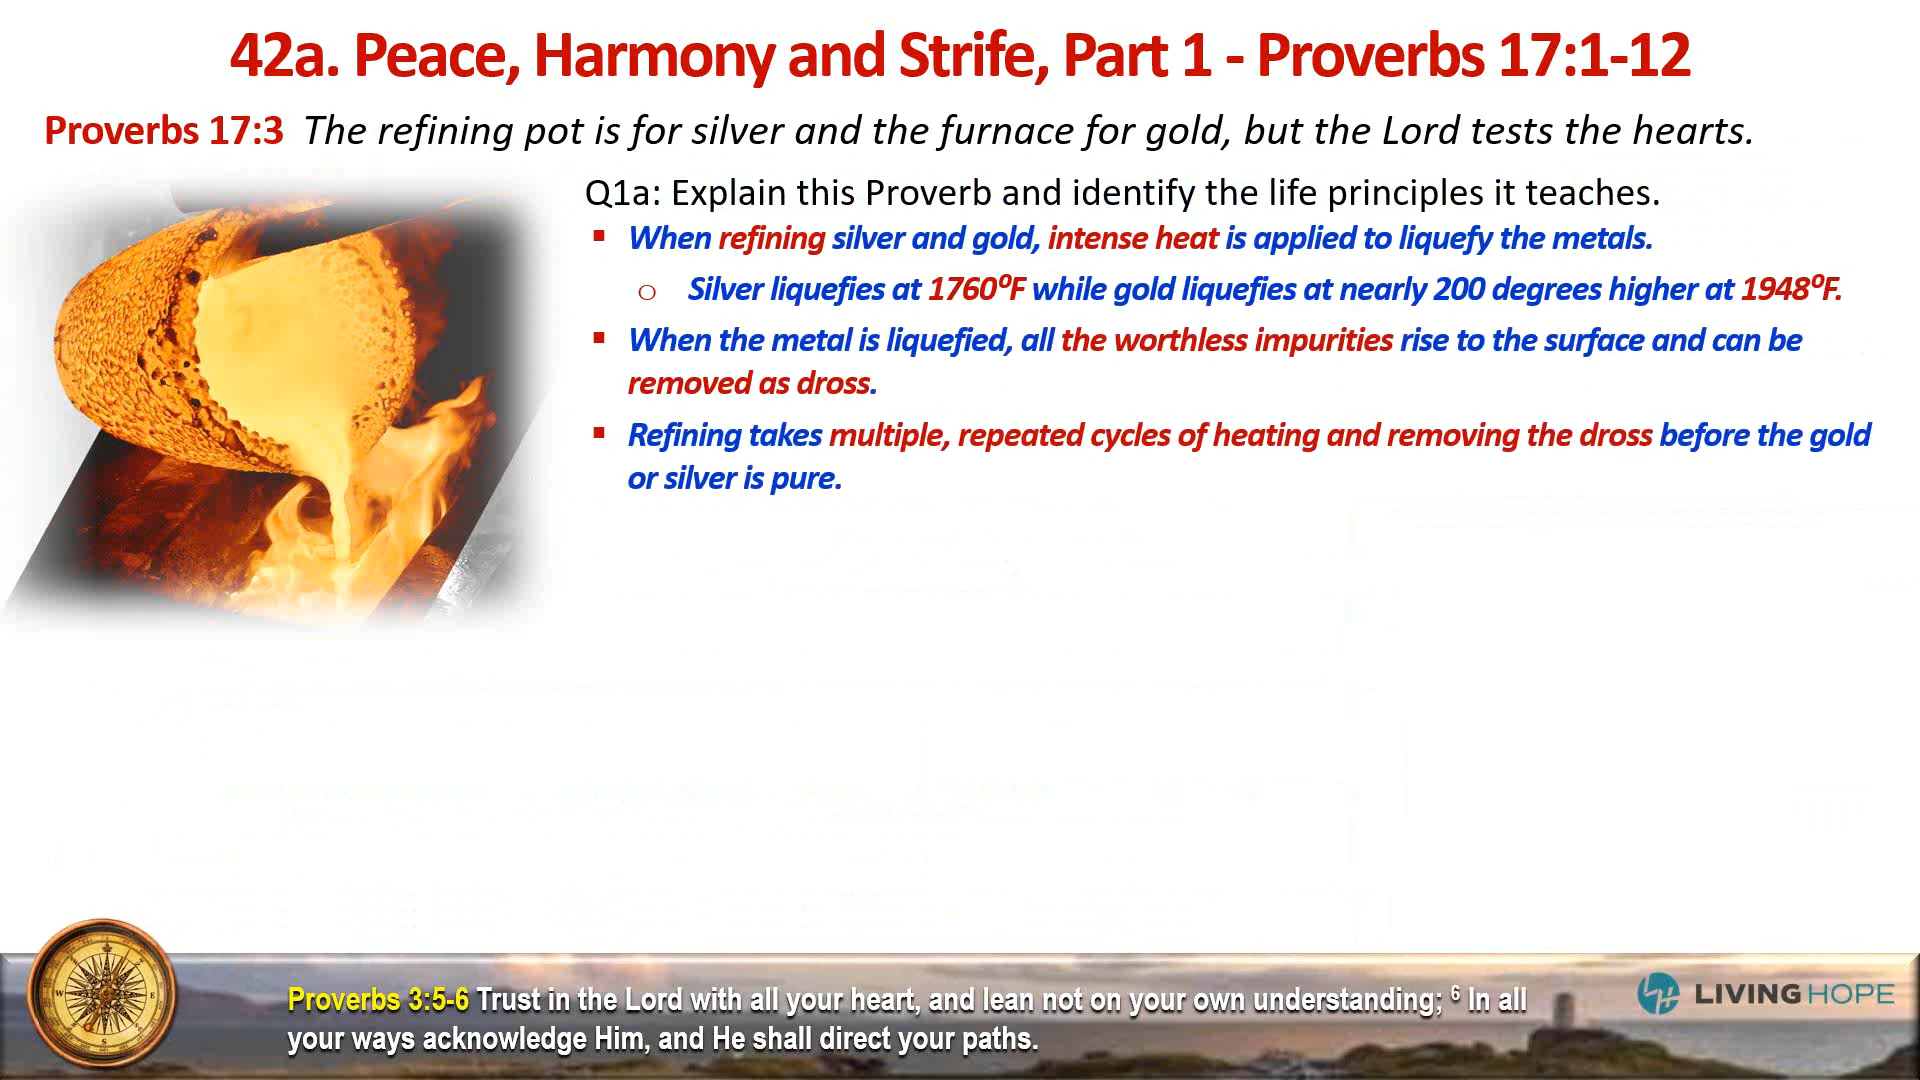 42a. Peace, Harmony and Strife, Part 1 - Proverbs 17:1-12
Proverbs 17:3 The refining pot is for silver and the furnace for gold, but the Lord tests the hearts.
Q1a: Explain this Proverb and identify the life principles it teaches.
▪ When refining silver and gold, intense heat is applied to liquefy the metals.
o Silver liquefies at 1760⁰F while gold liquefies at nearly 200 degrees higher at 1948⁰F.
▪ When the metal is liquefied, all the worthless impurities rise to the surface and can be
removed as dross.
▪ Refining takes multiple, repeated cycles of heating and removing the dross before the gold
or silver is pure.
W E S
Proverbs 3:5-6 Trust in the Lord with all your heart, and lean not on your own understanding; ⁶ In all
your ways acknowledge Him, and He shall direct your paths.
LH LIVING HOPE